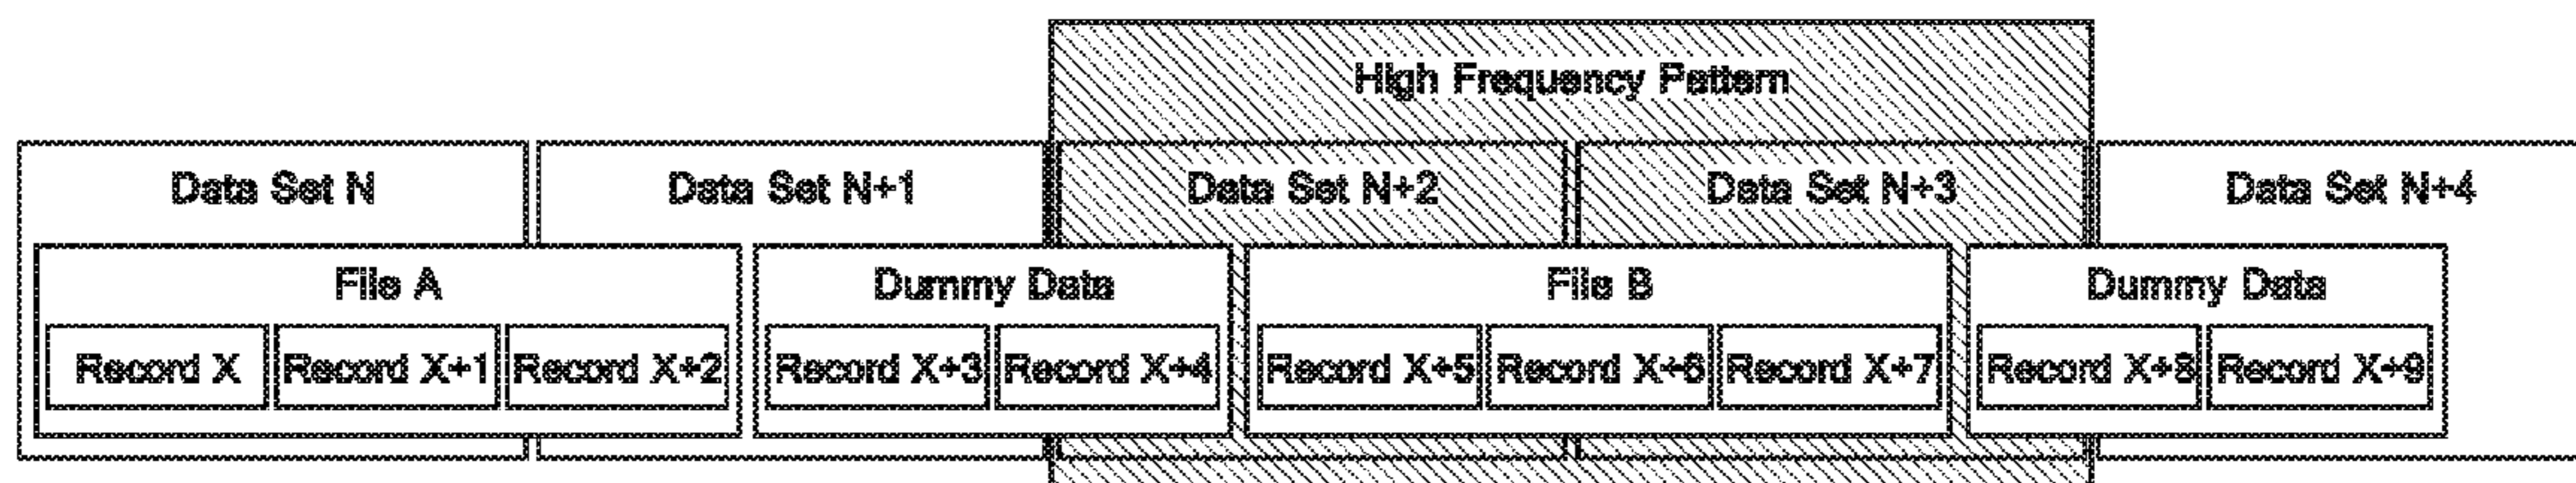 High Frequency Pattern
Data Set N Data Set N+1 Data Set N+2 Data Set N+3 Data Set N+4
File A Dummy Data File B Dummy Data
Record X Record X+1 Record X+2 Record X+3 Record X+4 Record X+5 Record X+6 Record X+7 Record X+8 Record X+9